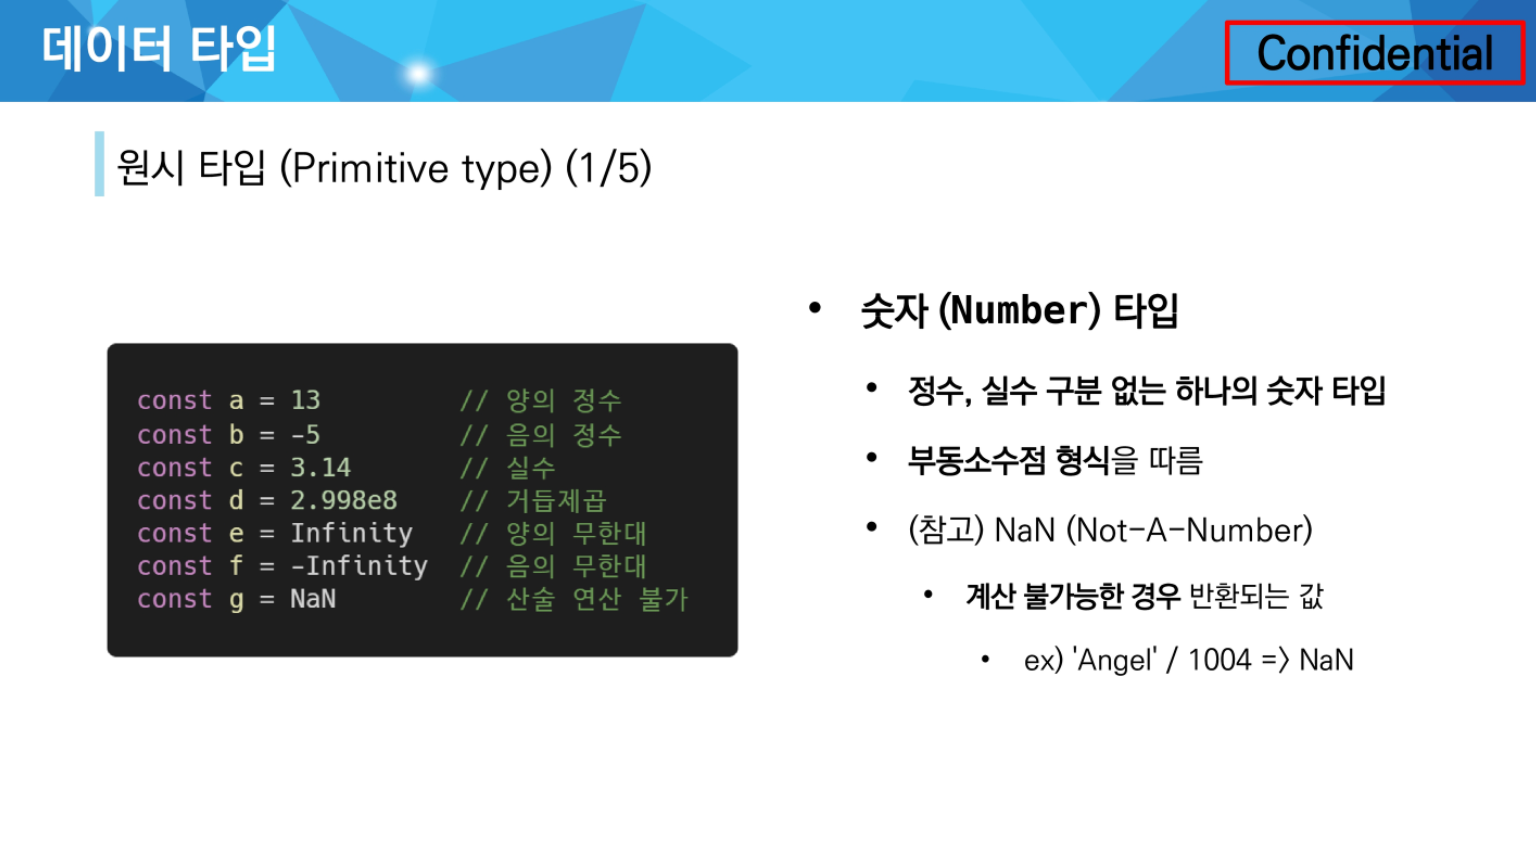 데이터 타입
Confidential
원시 타입 (Primitive type) (1/5)
const a = 13 // 양의 정수
const b = -5 // 음의 정수
const c = 3.14 // 실수
const d = 2.998e8 // 거듭제곱
const e = Infinity // 양의 무한대
const f = -Infinity // 음의 무한대
const g = NaN // 산술 연산 불가
• 숫자 (Number) 타입
• 정수, 실수 구분 없는 하나의 숫자 타입
• 부동소수점 형식을 따름
• (참고) NaN (Not-A-Number)
• 계산 불가능한 경우 반환되는 값
• ex) 'Angel' / 1004 => NaN